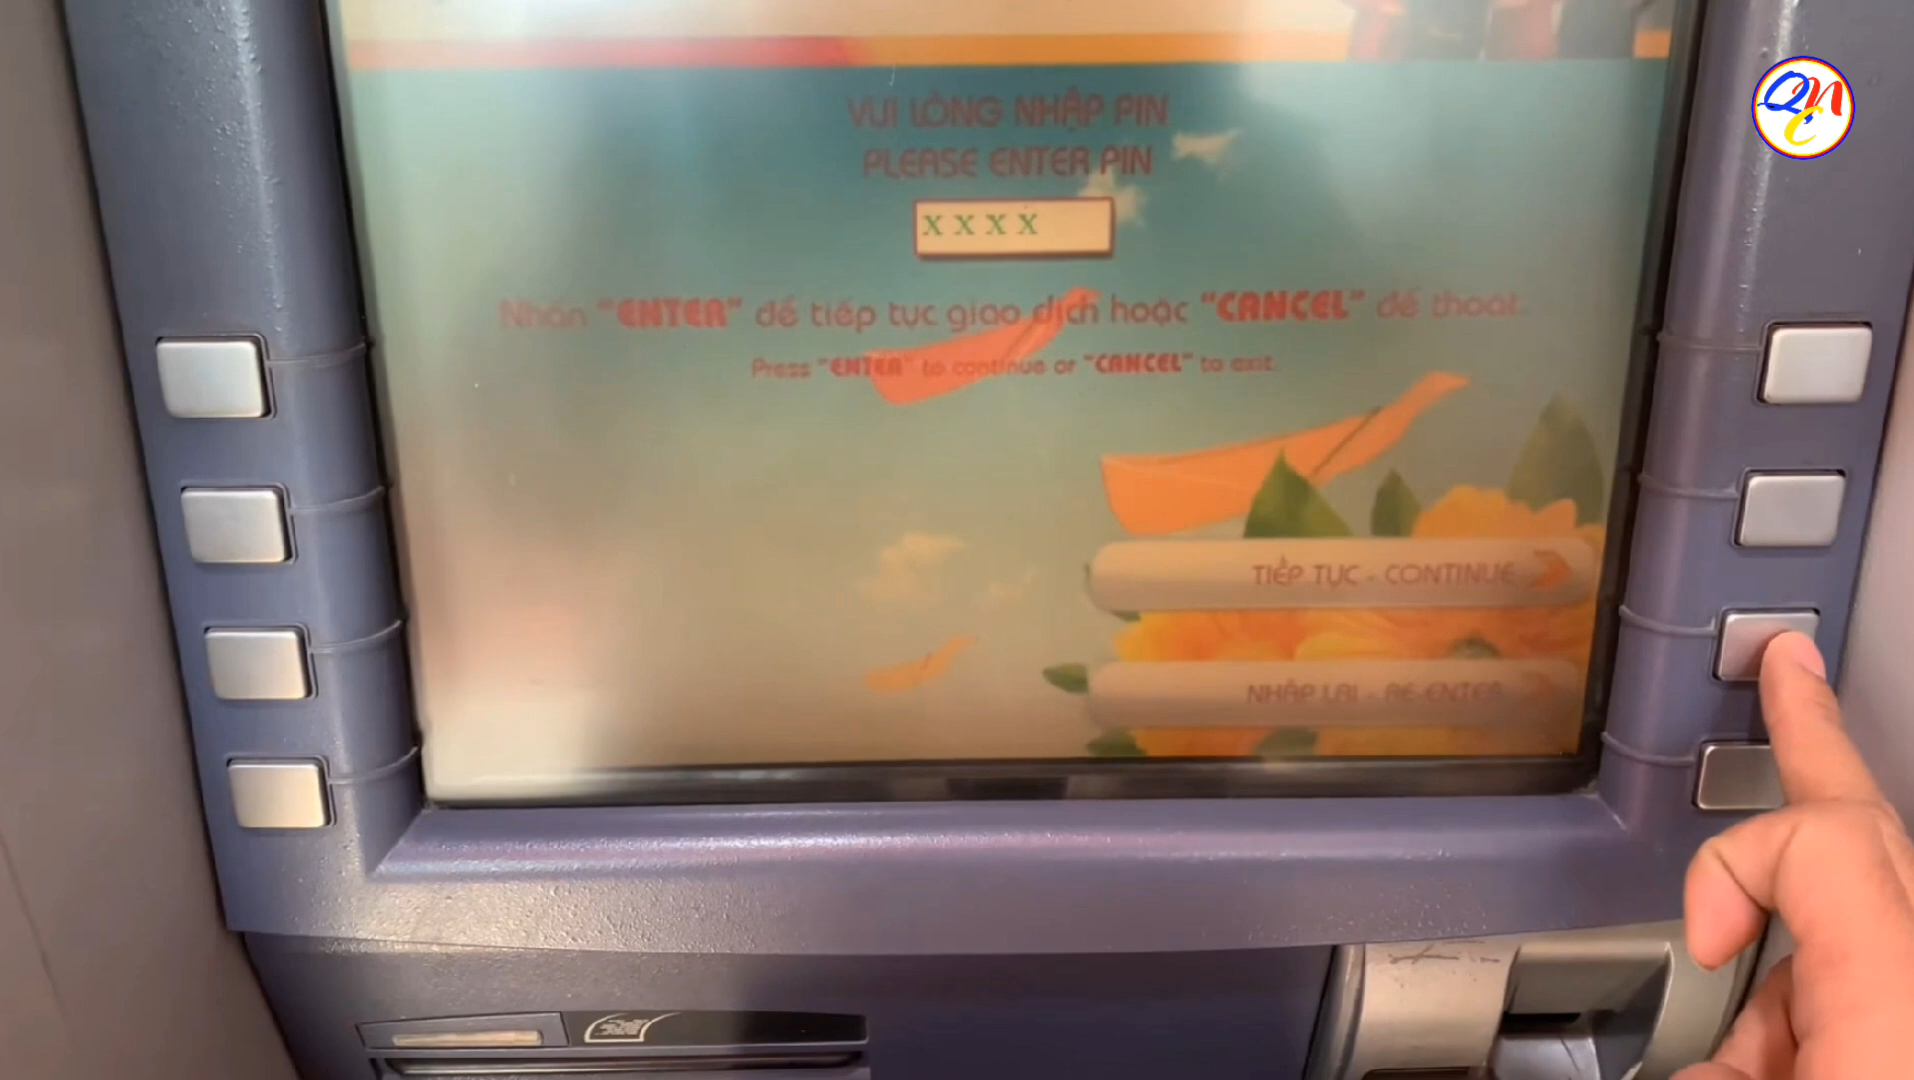 VUI LÒNG NHẬP PIN
PLEASE ENTER PIN
X X X X
Nhấn "ENTER" để tiếp tục giao dịch hoặc "CANCEL" để thoát.
Press "ENTER" to continue or "CANCEL" to exit.
TIẾP TỤC - CONTINUE
NHẬP LẠI - RE-ENTER
QNC